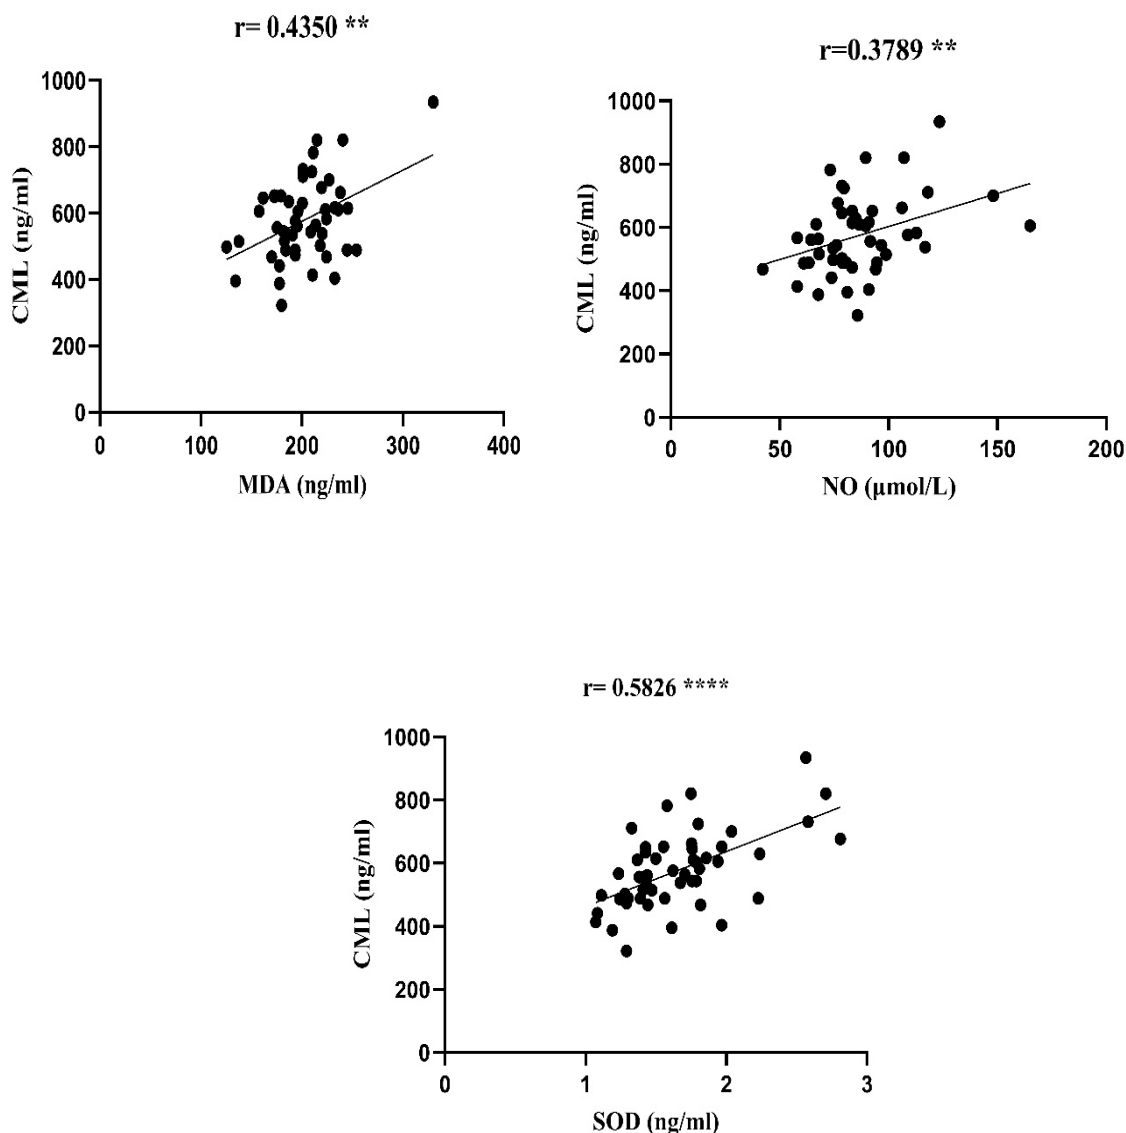 r= 0.4350 **
1000
800
600
400
200
0
CML (ng/ml)
0 100 200 300 400
MDA (ng/ml)
r=0.3789 **
1000
800
600
400
200
0
CML (ng/ml)
0 50 100 150 200
NO (µmol/L)
r= 0.5826 ****
1000
800
600
400
200
0
CML (ng/ml)
0 1 2 3
SOD (ng/ml)